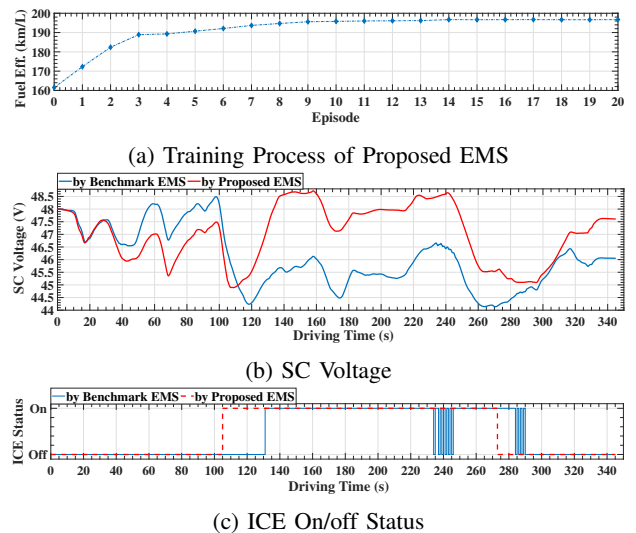 200
190
180
170
160
Fuel Eff. (km/L)
0 1 2 3 4 5 6 7 8 9 10 11 12 13 14 15 16 17 18 19 20
Episode
(a) Training Process of Proposed EMS
by Benchmark EMS by Proposed EMS
48.5
48
47.5
46.5
45.5
44.5
44
SC Voltage (V)
0 20 40 60 80 100 120 140 160 180 200 220 240 260 280 300 320 340
Driving Time (s)
(b) SC Voltage
by Benchmark EMS by Proposed EMS
On
Off
ICE Status
0 20 40 60 80 100 120 140 160 180 200 220 240 260 280 300 320 340
Driving Time (s)
(c) ICE On/off Status